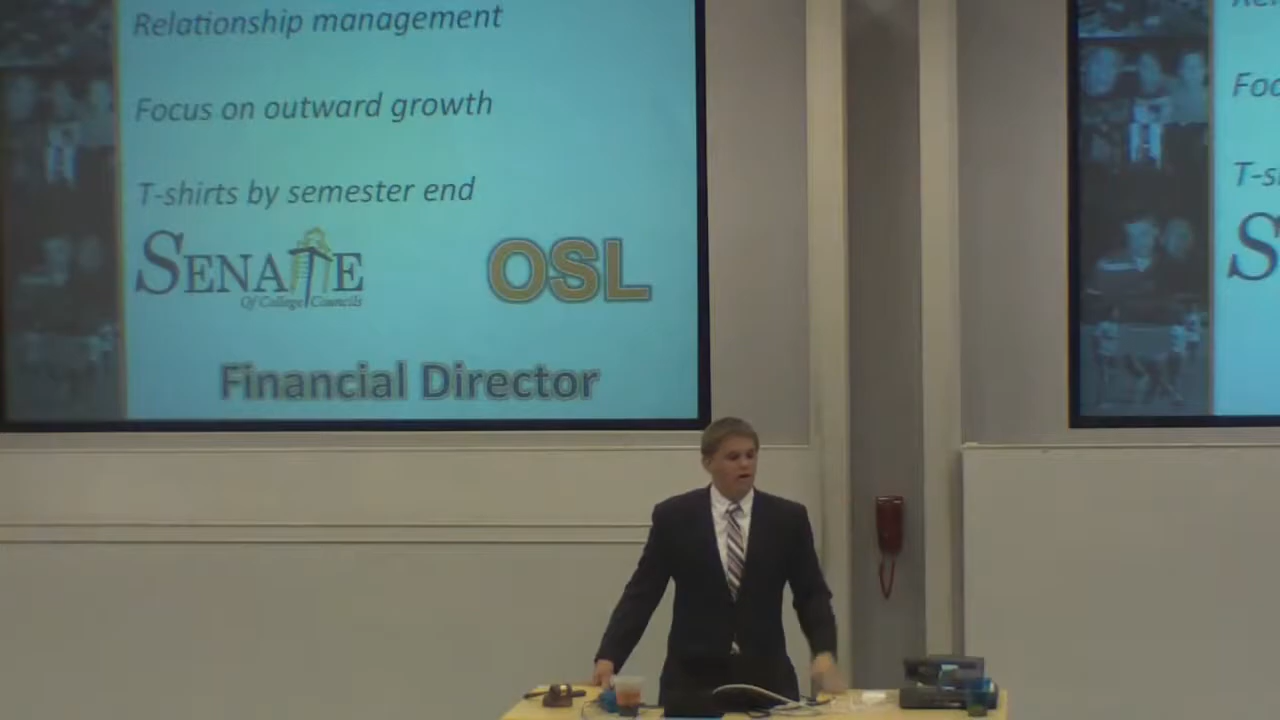 Relationship management
Focus on outward growth
T-shirts by semester end
SENATE
Of College Councils
OSL
Financial Director
Foc
T-s
S